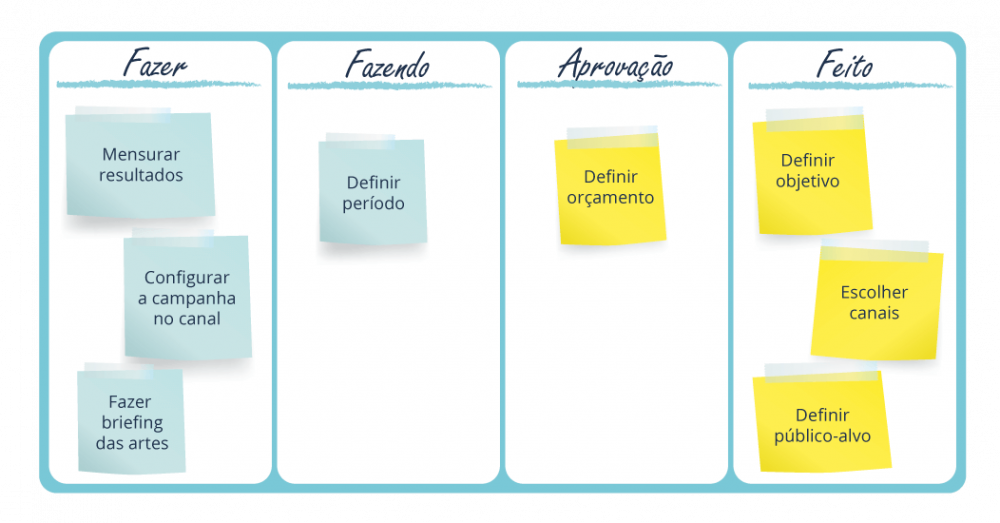 Fazer
Mensurar
resultados
Configurar
a campanha
no canal
Fazer
briefing
das artes
Fazendo
Definir
período
Aprovação
Definir
orçamento
Feito
Definir
objetivo
Escolher
canais
Definir
público-alvo